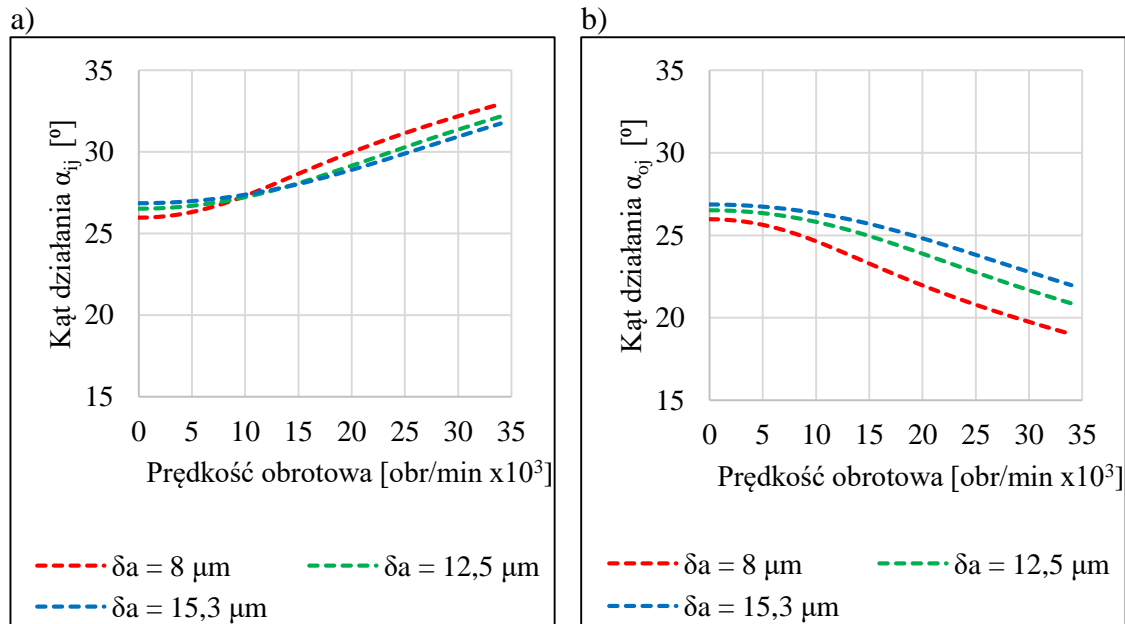 a)
35
30
25
20
15
Kąt działania αij [º]
0 5 10 15 20 25 30 35
Prędkość obrotowa [obr/min x10³]
δa = 8 μm
δa = 12,5 μm
δa = 15,3 μm
b)
35
30
25
20
15
Kąt działania αoj [º]
0 5 10 15 20 25 30 35
Prędkość obrotowa [obr/min x10³]
δa = 8 μm
δa = 12,5 μm
δa = 15,3 μm